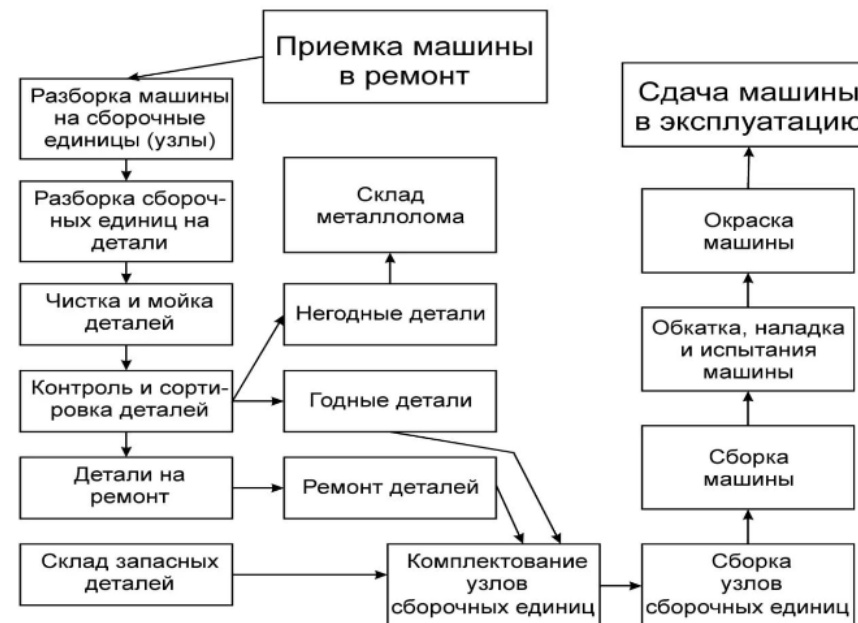 Приемка машины
в ремонт
Разборка машины
на сборочные
единицы (узлы)
Разборка сбороч-
ных единиц на
детали
Чистка и мойка
деталей
Контроль и сорти-
ровка деталей
Детали на
ремонт
Склад запасных
деталей
Склад
металлолома
Негодные детали
Годные детали
Ремонт деталей
Комплектование
узлов
сборочных единиц
Сдача машины
в эксплуатацию
Окраска
машины
Обкатка, наладка
и испытания
машины
Сборка
машины
Сборка
узлов
сборочных единиц